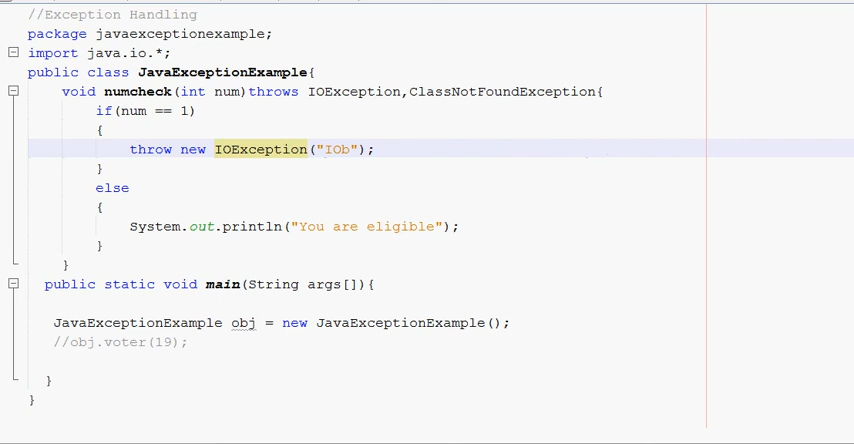 //Exception Handling
package javaexceptionexample;
import java.io.*;
public class JavaExceptionExample{
    void numcheck(int num)throws IOException,ClassNotFoundException{
        if(num == 1)
        {
            throw new IOException("IOb");
        }
        else
        {
            System.out.println("You are eligible");
        }
    }
  public static void main(String args[]){
   JavaExceptionExample obj = new JavaExceptionExample();
   //obj.voter(19);
  }
}